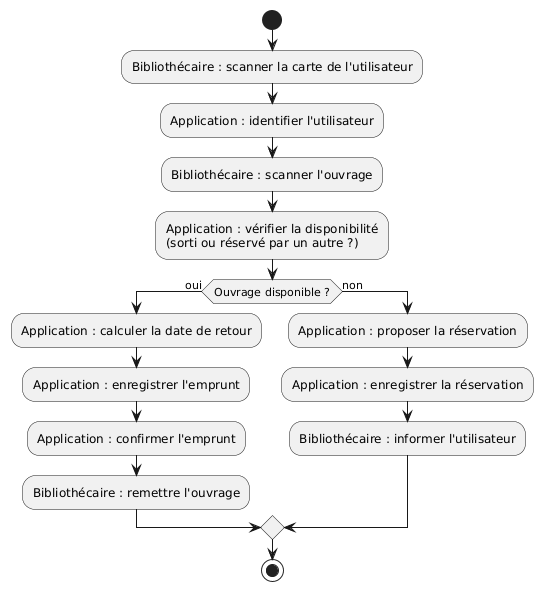 Bibliothécaire : scanner la carte de l'utilisateur
Application : identifier l'utilisateur
Bibliothécaire : scanner l'ouvrage
Application : vérifier la disponibilité
(sorti ou réservé par un autre ?)
Ouvrage disponible ?
oui
non
Application : calculer la date de retour
Application : enregistrer l'emprunt
Application : confirmer l'emprunt
Bibliothécaire : remettre l'ouvrage
Application : proposer la réservation
Application : enregistrer la réservation
Bibliothécaire : informer l'utilisateur